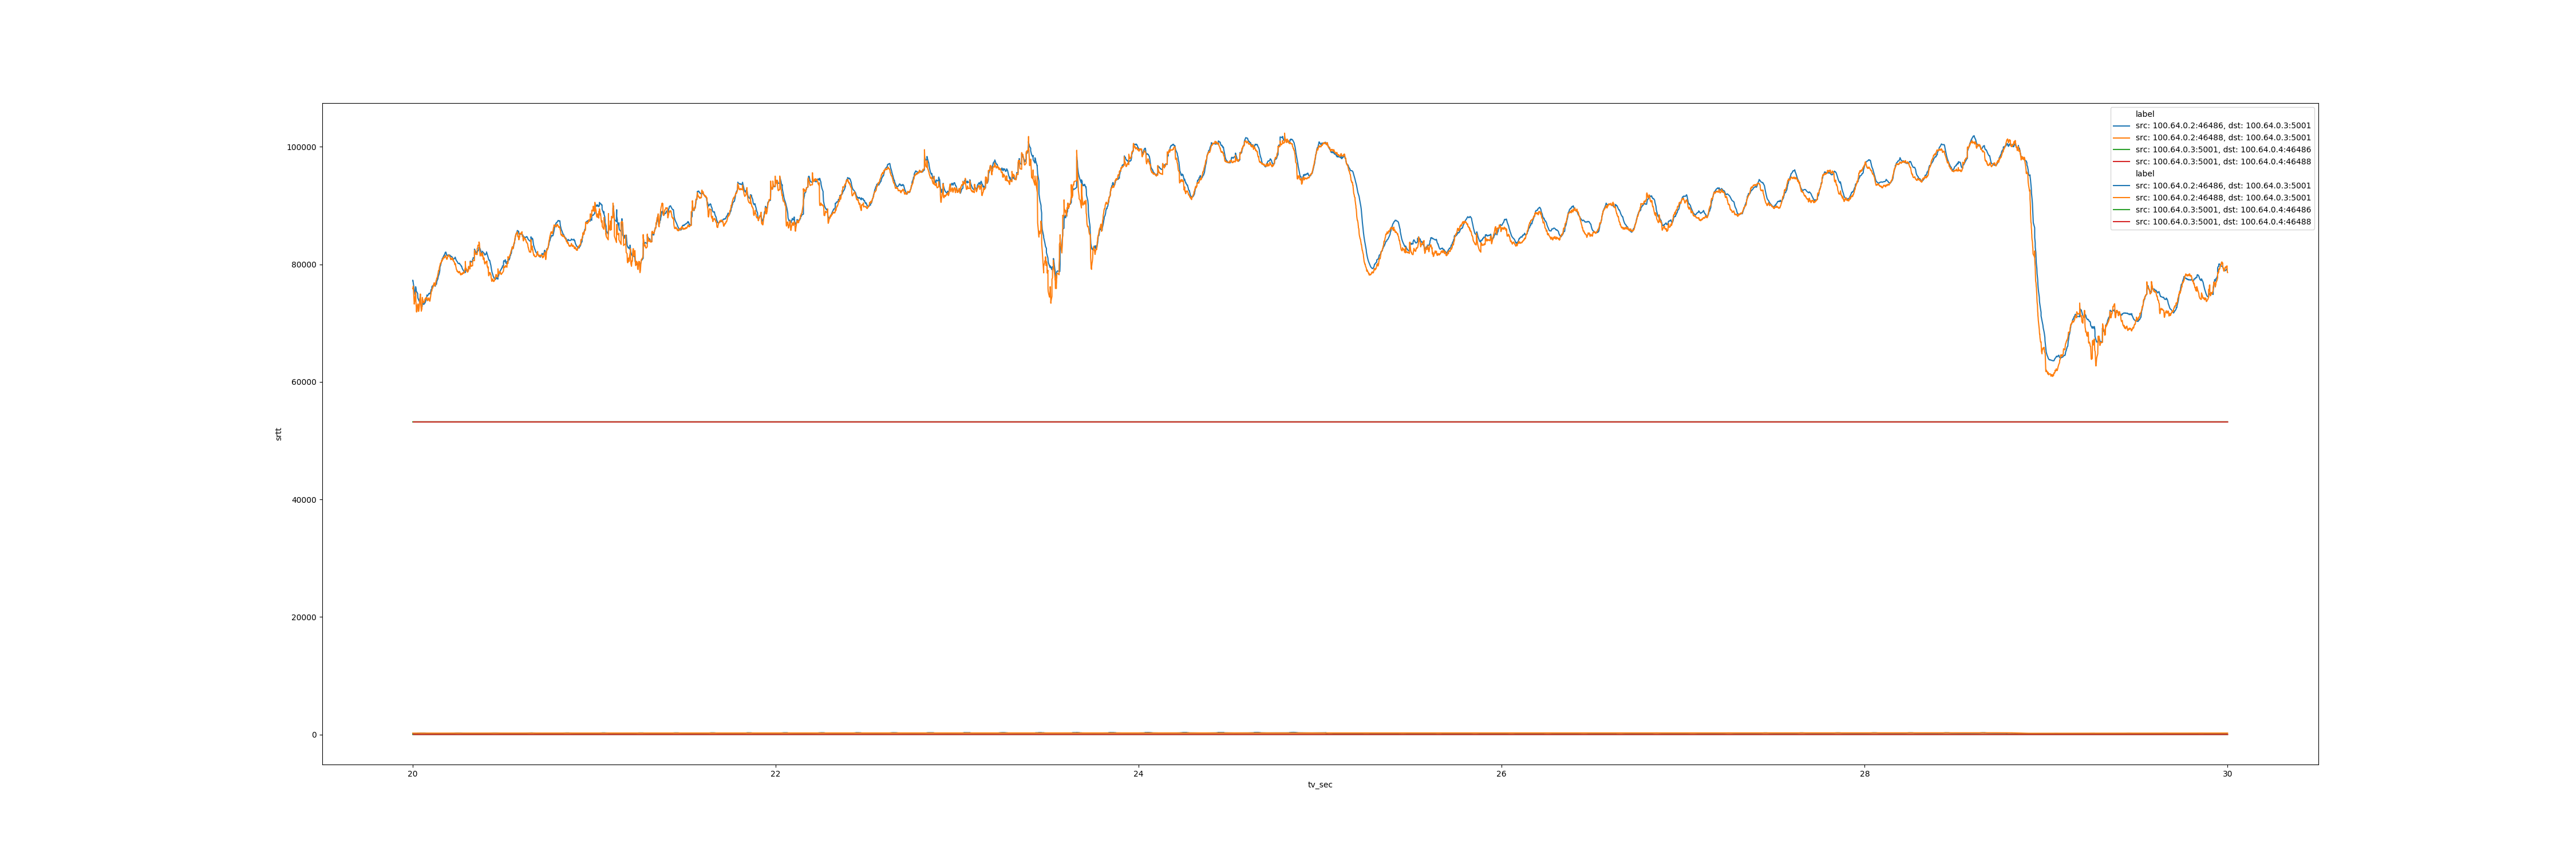 label
src: 100.64.0.2:46486, dst: 100.64.0.3:5001
src: 100.64.0.2:46488, dst: 100.64.0.3:5001
src: 100.64.0.3:5001, dst: 100.64.0.4:46486
src: 100.64.0.3:5001, dst: 100.64.0.4:46488
label
src: 100.64.0.2:46486, dst: 100.64.0.3:5001
src: 100.64.0.2:46488, dst: 100.64.0.3:5001
src: 100.64.0.3:5001, dst: 100.64.0.4:46486
src: 100.64.0.3:5001, dst: 100.64.0.4:46488
100000
80000
60000
40000
20000
0
srtt
20 22 24 26 28 30
tv_sec